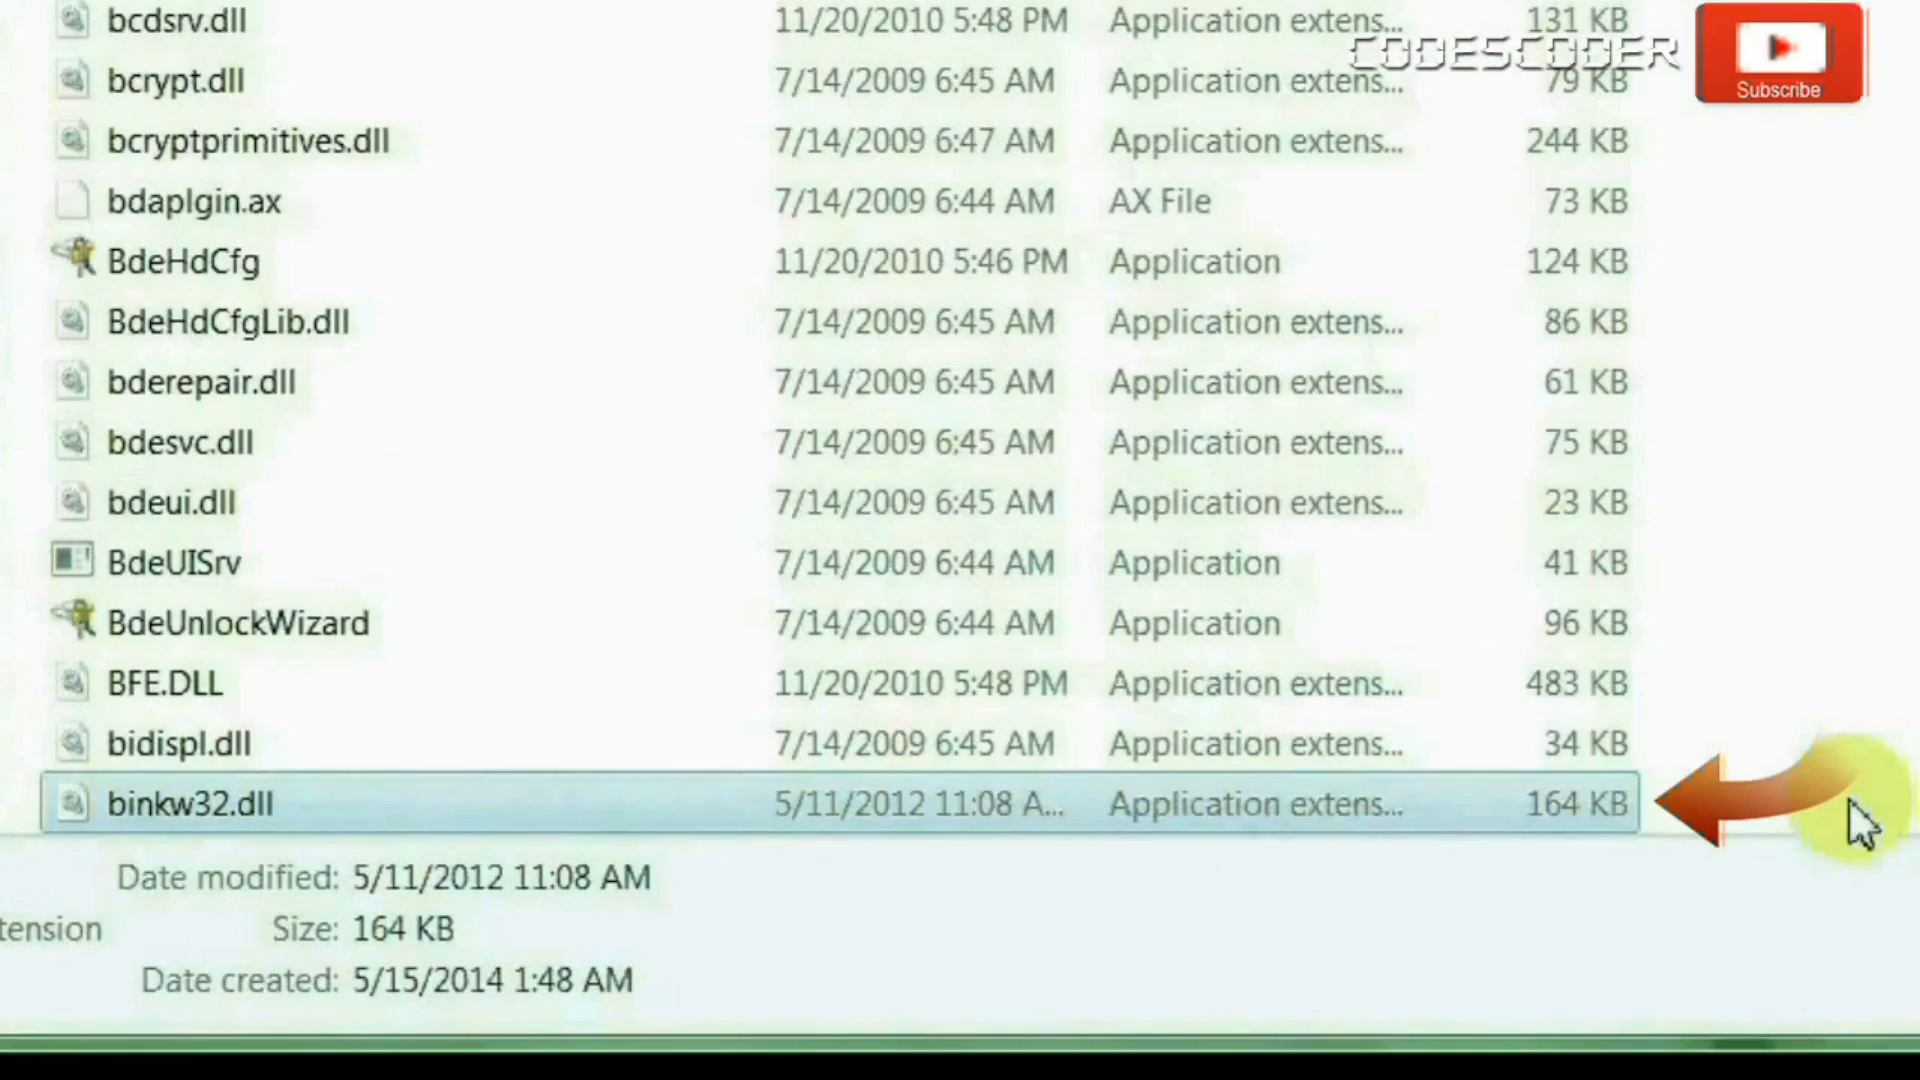 bcdsrv.dll 11/20/2010 5:48 PM Application extens... 131 KB
CODESCODER
Subscribe
bcrypt.dll 7/14/2009 6:45 AM Application extens... 79 KB
bcryptprimitives.dll 7/14/2009 6:47 AM Application extens... 244 KB
bdaplgin.ax 7/14/2009 6:44 AM AX File 73 KB
BdeHdCfg 11/20/2010 5:46 PM Application 124 KB
BdeHdCfgLib.dll 7/14/2009 6:45 AM Application extens... 86 KB
bderepair.dll 7/14/2009 6:45 AM Application extens... 61 KB
bdesvc.dll 7/14/2009 6:45 AM Application extens... 75 KB
bdeui.dll 7/14/2009 6:45 AM Application extens... 23 KB
BdeUISrv 7/14/2009 6:44 AM Application 41 KB
BdeUnlockWizard 7/14/2009 6:44 AM Application 96 KB
BFE.DLL 11/20/2010 5:48 PM Application extens... 483 KB
bidispl.dll 7/14/2009 6:45 AM Application extens... 34 KB
binkw32.dll 5/11/2012 11:08 A... Application extens... 164 KB
Date modified: 5/11/2012 11:08 AM
tension Size: 164 KB
Date created: 5/15/2014 1:48 AM